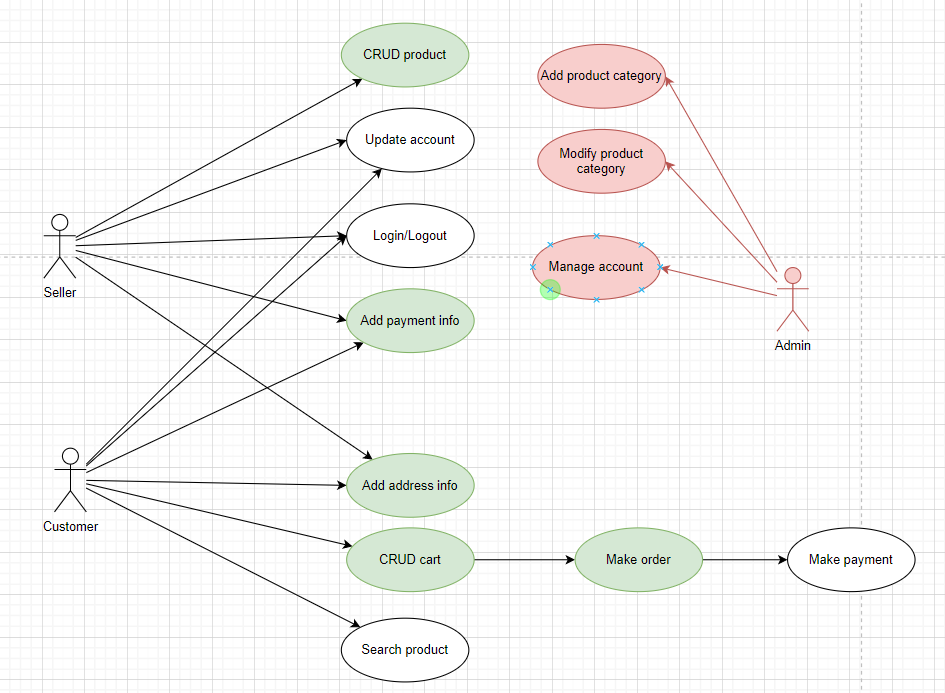 CRUD product
Add product category
Update account
Modify product
category
Login/Logout
Manage account
Seller
Add payment info
Admin
Add address info
Customer
CRUD cart
Make order
Make payment
Search product